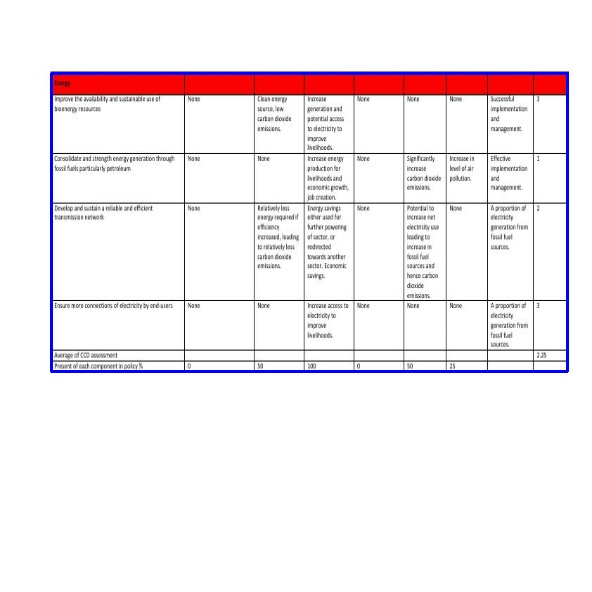 Energy
Improve the availability and sustainable use of
bioenergy resources
None
Clean energy
source, low
carbon dioxide
emissions.
Increase
generation and
potential access
to electricity to
improve
livelihoods.
None
None
None
Successful
implementation
and
management.
3
Consolidate and strength energy generation through
fossil fuels particularly petroleum
None
None
Increase energy
production for
livelihoods and
economic growth,
job creation.
None
Significantly
increase
carbon dioxide
emissions.
Increase in
level of air
pollution.
Effective
implementation
and
management.
1
Develop and sustain a reliable and efficient
transmission network
None
Relatively less
energy required if
efficiency
increased, leading
to relatively less
carbon dioxide
emissions.
Energy savings
either used for
further powering
of sector, or
redirected
towards another
sector. Economic
savings.
None
Potential to
increase net
electricity use
leading to
increase in
fossil fuel
sources and
hence carbon
dioxide
emissions.
None
A proportion of
electricity
generation from
fossil fuel
sources.
2
Ensure more connections of electricity by end-users
None
None
Increase access to
electricity to
improve
livelihoods.
None
None
None
A proportion of
electricity
generation from
fossil fuel
sources.
3
Average of CCD assessment
2.25
Present of each component in policy %
0
50
100
0
50
25